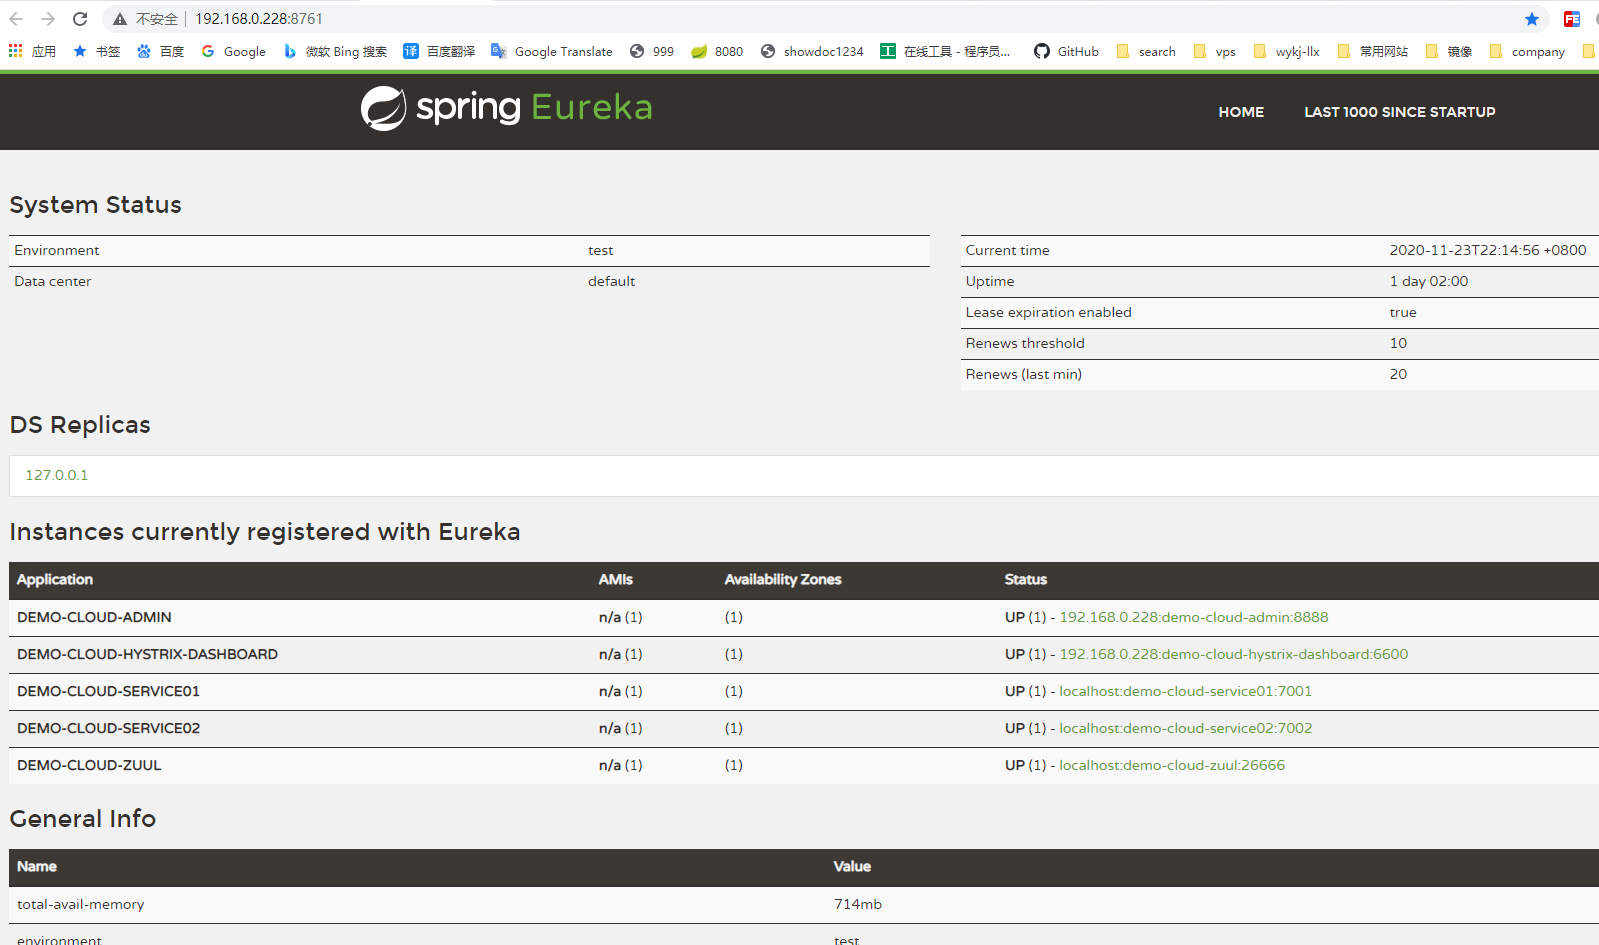 不安全 | 192.168.0.228:8761
应用 书签 百度 Google 微软 Bing 搜索 百度翻译 Google Translate 999 8080 showdoc1234 在线工具 - 程序员... GitHub search vps wykj-llx 常用网站 镜像 company
spring Eureka
HOME LAST 1000 SINCE STARTUP
System Status
Environment test
Data center default
Current time 2020-11-23T22:14:56 +0800
Uptime 1 day 02:00
Lease expiration enabled true
Renews threshold 10
Renews (last min) 20
DS Replicas
127.0.0.1
Instances currently registered with Eureka
Application AMIs Availability Zones Status
DEMO-CLOUD-ADMIN n/a (1) (1) UP (1) - 192.168.0.228:demo-cloud-admin:8888
DEMO-CLOUD-HYSTRIX-DASHBOARD n/a (1) (1) UP (1) - 192.168.0.228:demo-cloud-hystrix-dashboard:6600
DEMO-CLOUD-SERVICE01 n/a (1) (1) UP (1) - localhost:demo-cloud-service01:7001
DEMO-CLOUD-SERVICE02 n/a (1) (1) UP (1) - localhost:demo-cloud-service02:7002
DEMO-CLOUD-ZUUL n/a (1) (1) UP (1) - localhost:demo-cloud-zuul:26666
General Info
Name Value
total-avail-memory 714mb
environment test